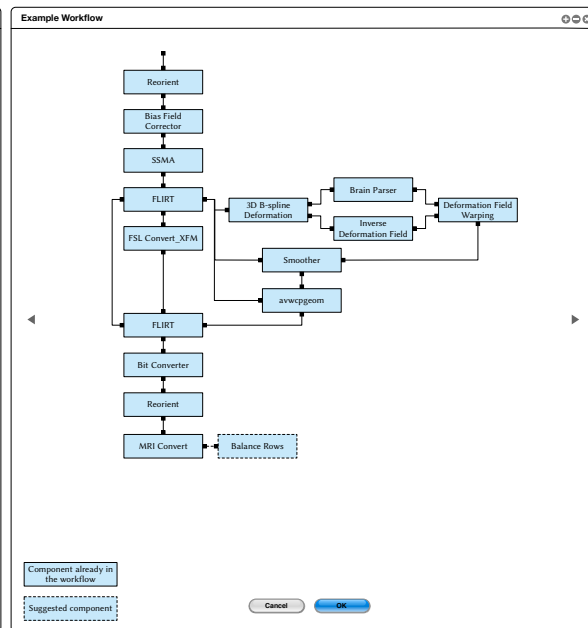 Example Workflow
Reorient
Bias Field
Corrector
SSMA
FLIRT
3D B-spline
Deformation
Brain Parser
Deformation Field
Warping
Inverse
Deformation Field
FSL Convert_XFM
Smoother
avwcpgeom
FLIRT
Bit Converter
Reorient
MRI Convert
Balance Rows
Component already in
the workflow
Suggested component
Cancel
OK